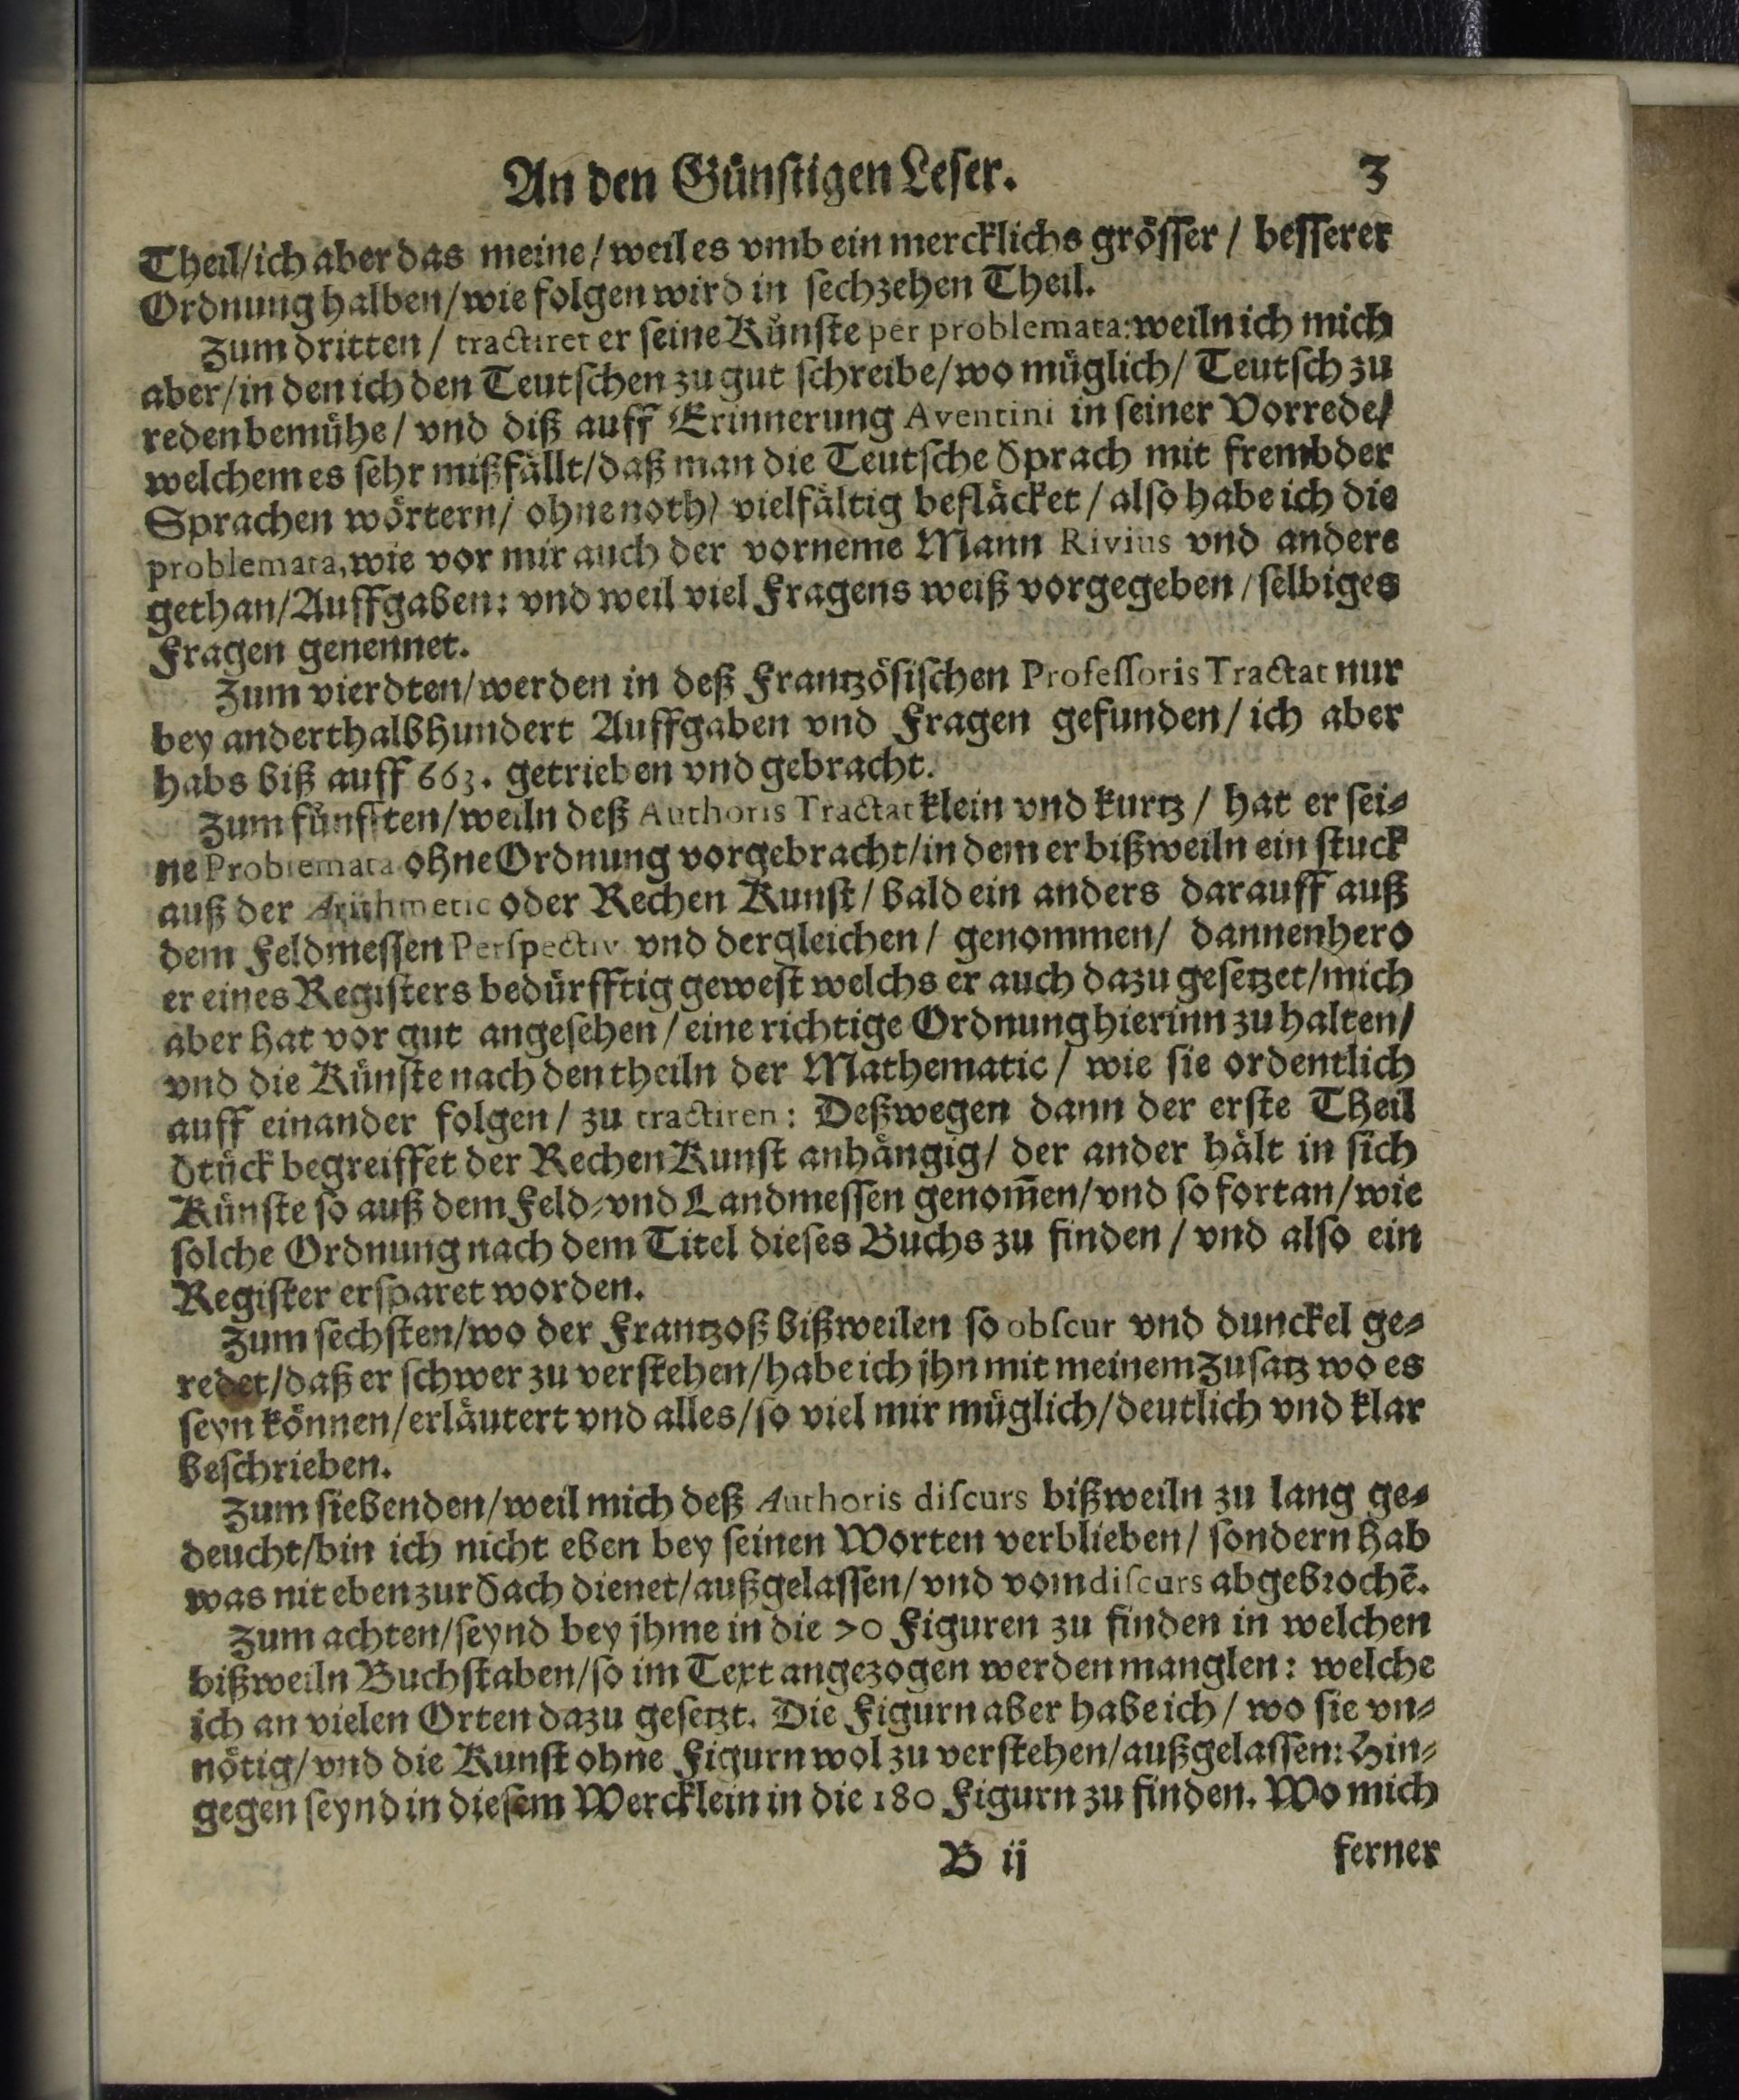 An den Günſtigen Leſer. 3
Theil/ich aber das meine/weil es vmb ein mercklichs gröſſer/ beſſerer
Ordnung halben/wie folgen wird in ſechzehen Theil.
Zum dritten/ tractiret er ſeine Künſte per problemata: weiln ich mich
aber/in den ich den Teutſchen zu gut ſchreibe/wo müglich/ Teutſch zu
reden bemühe/ vnd diß auff Erinnerung Aventini in ſeiner Vorrede/
welchem es ſehr mißfällt/daß man die Teutſche Sprach mit frembder
Sprachen wörtern/ ohne noth/ vielfältig befläcket/ alſo habe ich die
problemata, wie vor mir auch der vorneme Mann Rivius vnd andere
gethan/Auffgaben: vnd weil viel Fragens weiß vorgegeben/ſelbiges
Fragen genennet.
Zum vierdten/werden in deß Frantzöſiſchen Profeſſoris Tractat nur
bey anderthalbhundert Auffgaben vnd Fragen gefunden/ich aber
habs biß auff 663. getrieben vnd gebracht.
Zum fünfften/weiln deß Authoris Tractat klein vnd kurtz/ hat er ſei⸗
ne Problemata ohne Ordnung vorgebracht/in dem er bißweiln ein ſtuck
auß der Arithmetic oder Rechen Kunſt/bald ein anders darauff auß
dem Feldmeſſen Perſpectiv vnd dergleichen/ genommen/ dannenhero
er eines Regiſters bedürfftig geweſt welchs er auch dazu geſetzet/mich
aber hat vor gut angeſehen/eine richtige Ordnung hierinn zu halten/
vnd die Künſte nach den theiln der Mathematic/ wie ſie ordentlich
auff einander folgen/ zu tractiren: Deßwegen dann der erſte Theil
Stück begreiffet der Rechen Kunſt anhängig/ der ander hält in ſich
Künſte ſo auß dem Feld⸗vnd Landmeſſen genom̃en/vnd ſo fortan/wie
ſolche Ordnung nach dem Titel dieſes Buchs zu finden/ vnd alſo ein
Regiſter erſparet worden.
Zum ſechſten/wo der Frantzoß bißweilen ſo obſcur vnd dunckel ge⸗
redet/daß er ſchwer zu verſtehen/habe ich jhn mit meinem Zuſatz wo es
ſeyn können/erläutert vnd alles/ſo viel mir müglich/deutlich vnd klar
beſchrieben.
Zum ſiebenden/weil mich deß Authoris diſcurs bißweiln zu lang ge⸗
deucht/bin ich nicht eben bey ſeinen Worten verblieben/ ſondern hab
was nit eben zur Sach dienet/außgelaſſen/vnd vom diſcurs abgebrochẽ.
Zum achten/ſeynd bey jhme in die 70 Figuren zu finden in welchen
bißweiln Buchſtaben/ſo im Text angezogen werden manglen: welche
ich an vielen Orten dazu geſetzt. Die Figurn aber habe ich/ wo ſie vn⸗
nötig/vnd die Kunſt ohne Figurn wol zu verſtehen/außgelaſſen: Hin⸗
gegen ſeynd in dieſem Wercklein in die 180 Figurn zu finden. Wo mich
B ij ferner